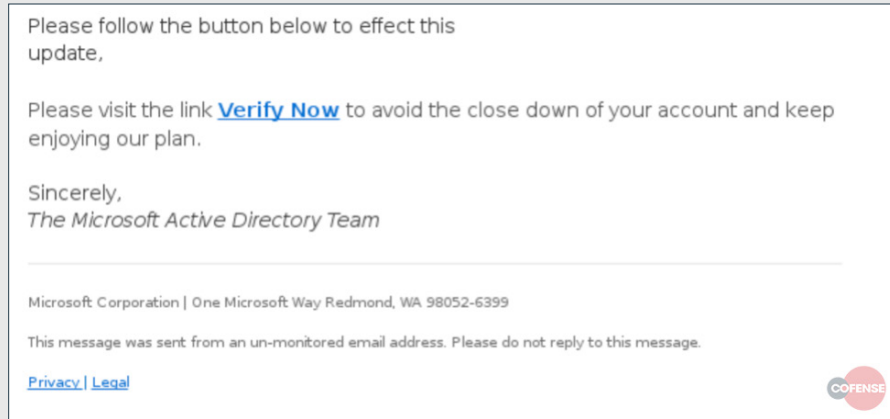 Please follow the button below to effect this
update,
Please visit the link Verify Now to avoid the close down of your account and keep
enjoying our plan.
Sincerely,
The Microsoft Active Directory Team
Microsoft Corporation | One Microsoft Way Redmond, WA 98052-6399
This message was sent from an un-monitored email address. Please do not reply to this message.
Privacy | Legal
COFENSE